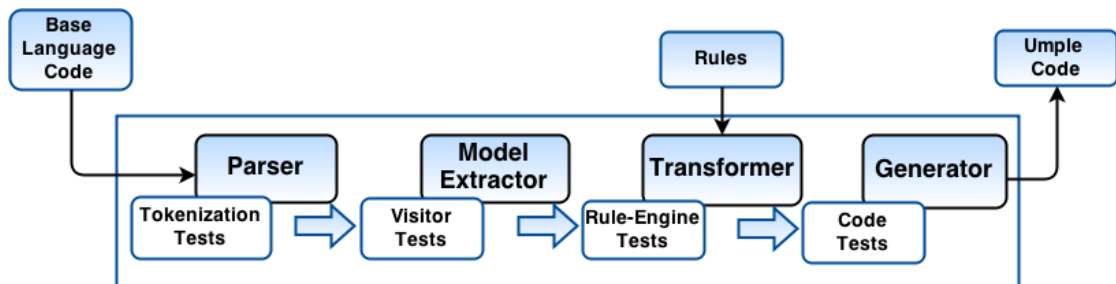 Base
Language
Code
Rules
Umple
Code
Parser
Model
Extractor
Transformer
Generator
Tokenization
Tests
Visitor
Tests
Rule-Engine
Tests
Code
Tests